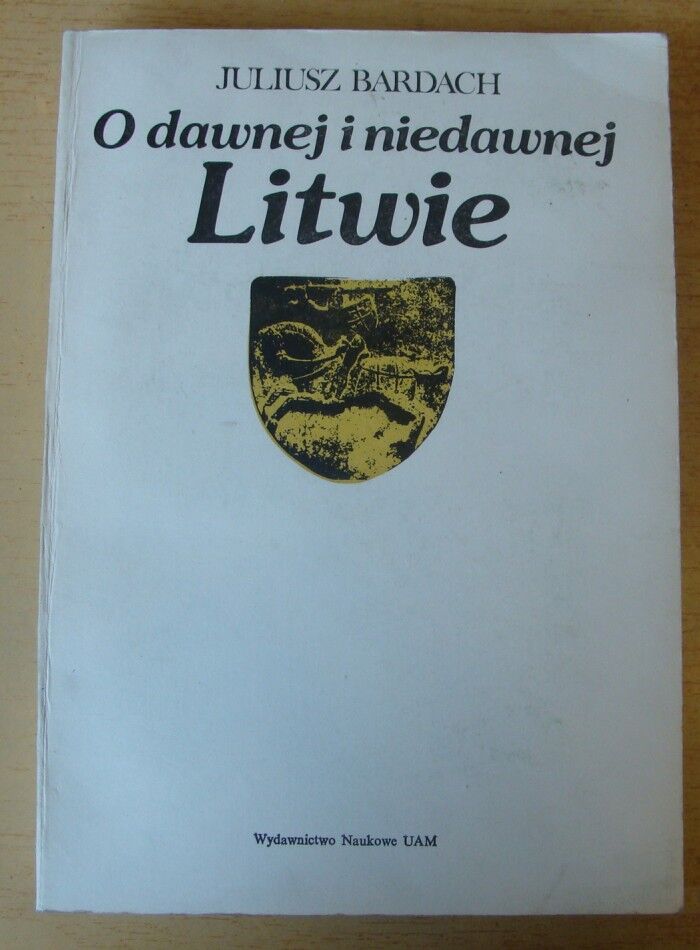 JULIUSZ BARDACH
O dawnej i niedawnej
Litwie
Wydawnictwo Naukowe UAM